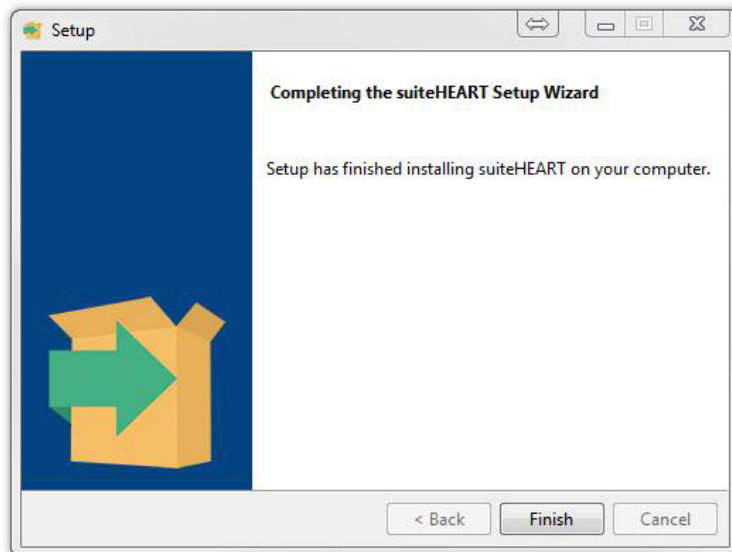 Setup
Completing the suiteHEART Setup Wizard
Setup has finished installing suiteHEART on your computer.
< Back
Finish
Cancel